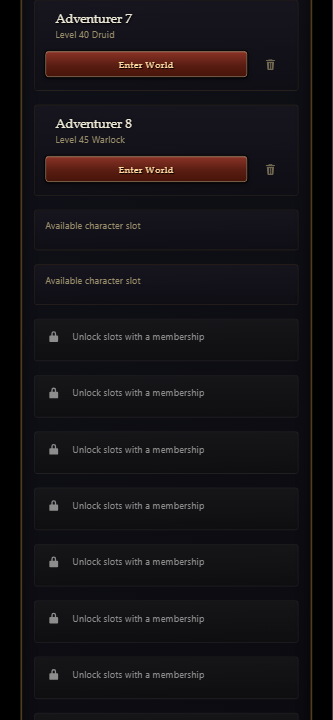 Adventurer 7
Level 40 Druid
Enter World
Adventurer 8
Level 45 Warlock
Enter World
Available character slot
Available character slot
Unlock slots with a membership
Unlock slots with a membership
Unlock slots with a membership
Unlock slots with a membership
Unlock slots with a membership
Unlock slots with a membership
Unlock slots with a membership